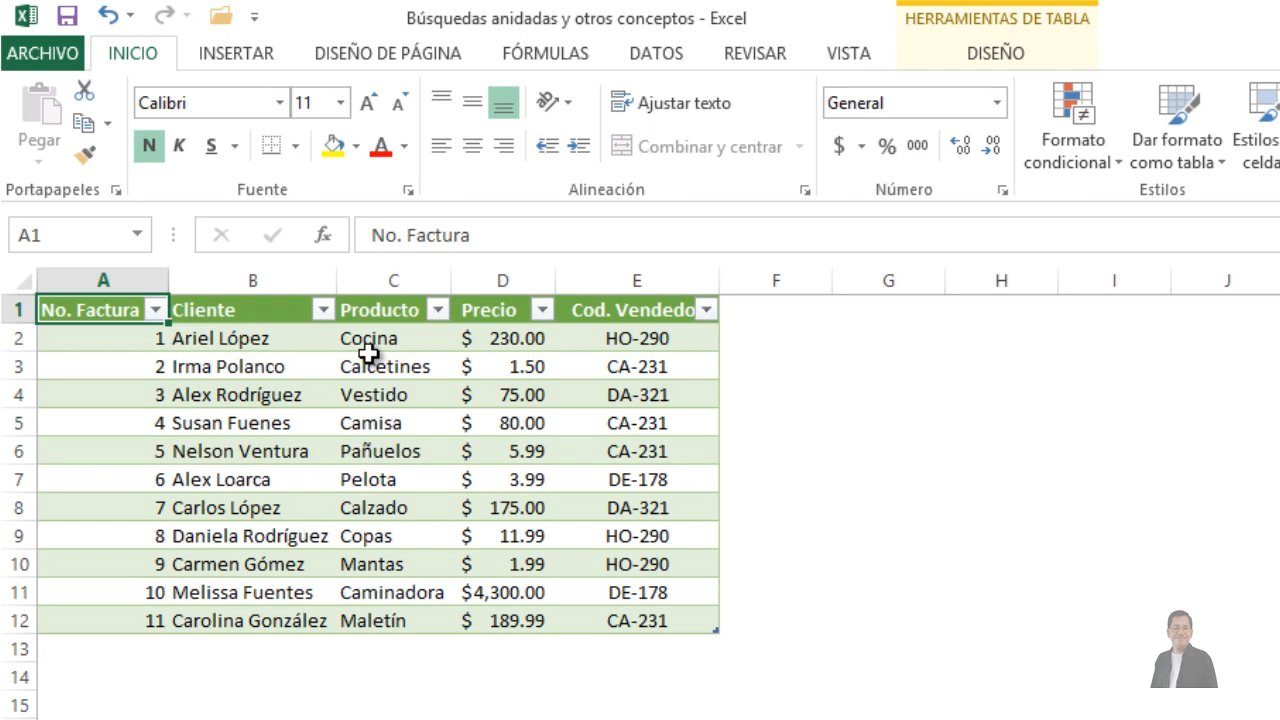 Búsquedas anidadas y otros conceptos - Excel
HERRAMIENTAS DE TABLA
ARCHIVO INICIO INSERTAR DISEÑO DE PÁGINA FÓRMULAS DATOS REVISAR VISTA DISEÑO
Pegar
Calibri 11
Ajustar texto
General
N K S
Combinar y centrar
$ % 000
Formato condicional
Dar formato como tabla
Estilos celda
Portapapeles Fuente Alineación Número Estilos
A1 fx No. Factura
A B C D E F G H I J
1 No. Factura Cliente Producto Precio Cod. Vendedo
2 1 Ariel López Cocina $ 230.00 HO-290
3 2 Irma Polanco Calcetines $ 1.50 CA-231
4 3 Alex Rodríguez Vestido $ 75.00 DA-321
5 4 Susan Fuenes Camisa $ 80.00 CA-231
6 5 Nelson Ventura Pañuelos $ 5.99 CA-231
7 6 Alex Loarca Pelota $ 3.99 DE-178
8 7 Carlos López Calzado $ 175.00 DA-321
9 8 Daniela Rodríguez Copas $ 11.99 HO-290
10 9 Carmen Gómez Mantas $ 1.99 HO-290
11 10 Melissa Fuentes Caminadora $4,300.00 DE-178
12 11 Carolina González Maletín $ 189.99 CA-231
13
14
15